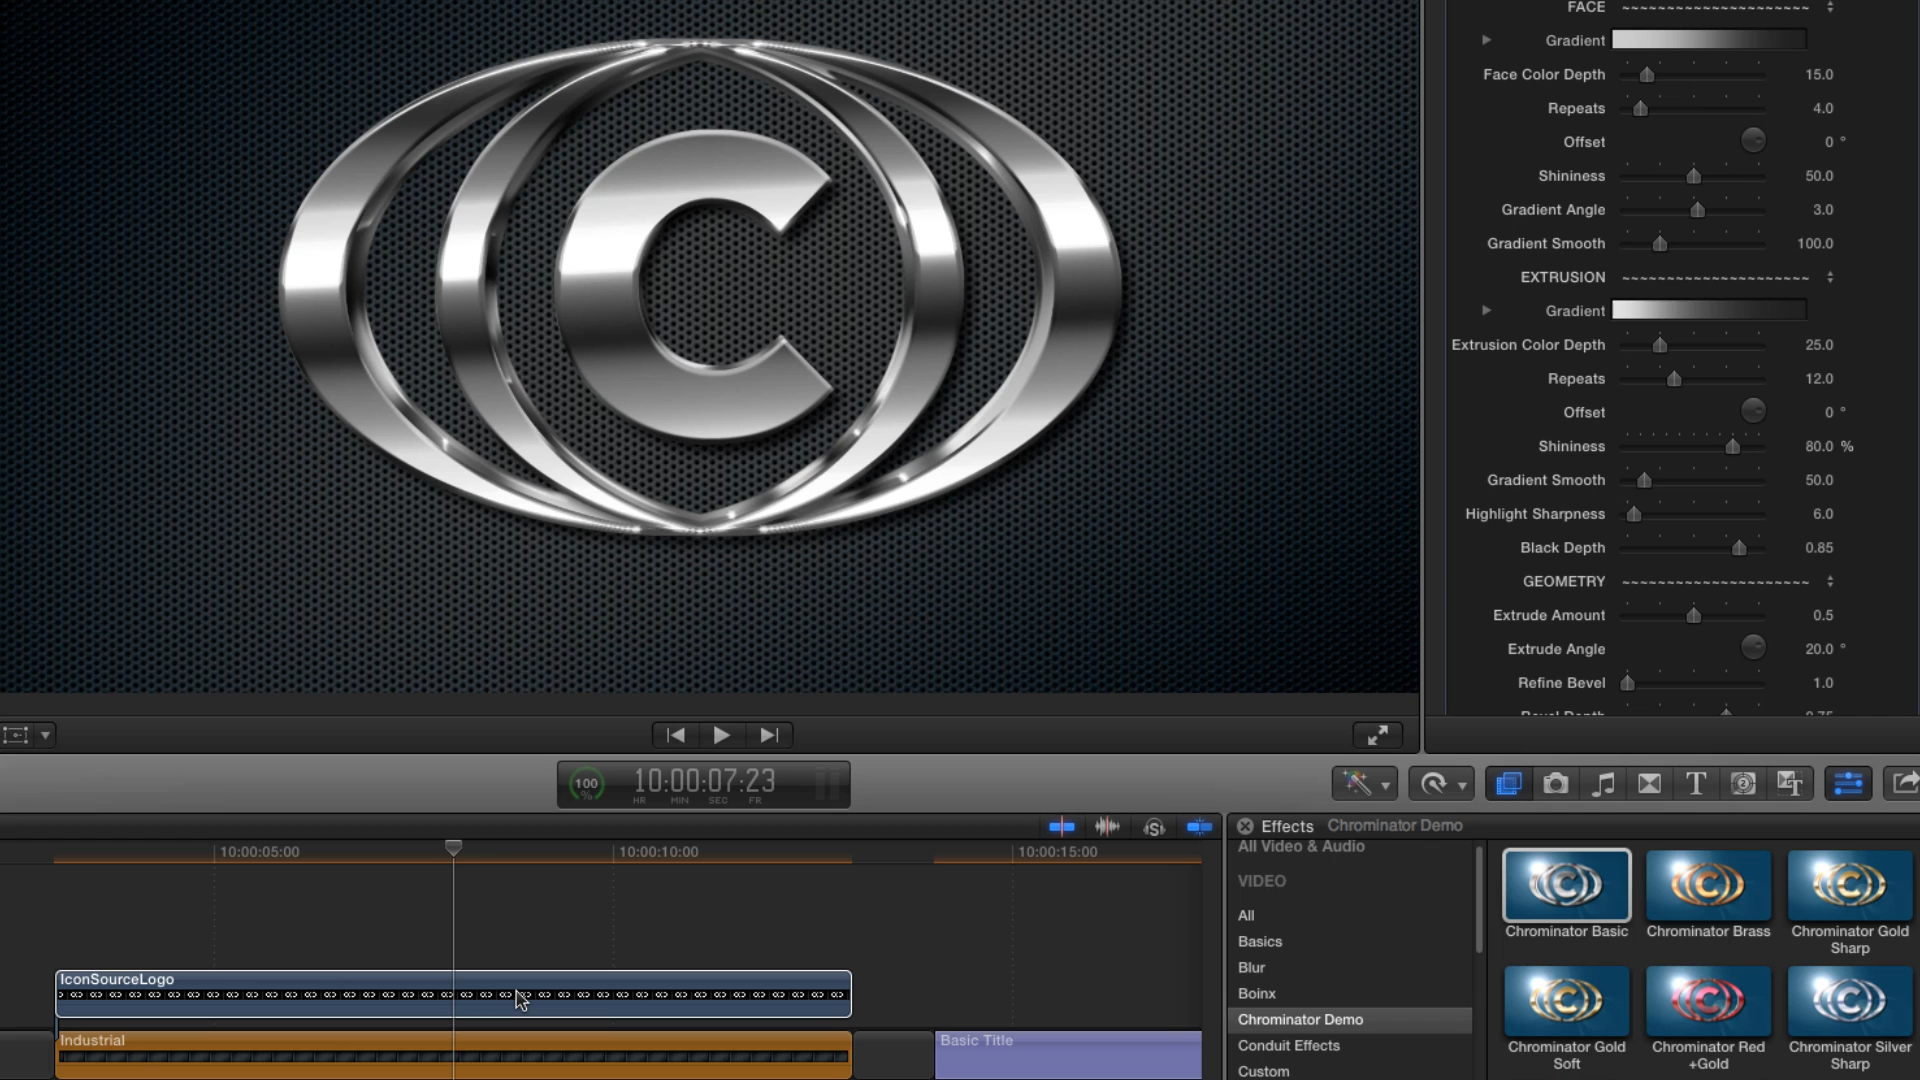 C
FACE ~~~~~~~~~~~~~~~~~~~~~~
Gradient
Face Color Depth 15.0
Repeats 4.0
Offset 0 °
Shininess 50.0
Gradient Angle 3.0
Gradient Smooth 100.0
EXTRUSION ~~~~~~~~~~~~~~~~~~~~~~
Gradient
Extrusion Color Depth 25.0
Repeats 12.0
Offset 0 °
Shininess 80.0 %
Gradient Smooth 50.0
Highlight Sharpness 6.0
Black Depth 0.85
GEOMETRY ~~~~~~~~~~~~~~~~~~~~~~
Extrude Amount 0.5
Extrude Angle 20.0 °
Refine Bevel 1.0
100 %
10:00:07:23
HR MIN SEC FR
10:00:05:00
10:00:10:00
10:00:15:00
IconSourceLogo
Industrial
Basic Title
Effects Chrominator Demo
All Video & Audio
VIDEO
All
Basics
Blur
Boinx
Chrominator Demo
Conduit Effects
Custom
Chrominator Basic
Chrominator Brass
Chrominator Gold
Sharp
Chrominator Gold
Soft
Chrominator Red
+Gold
Chrominator Silver
Sharp